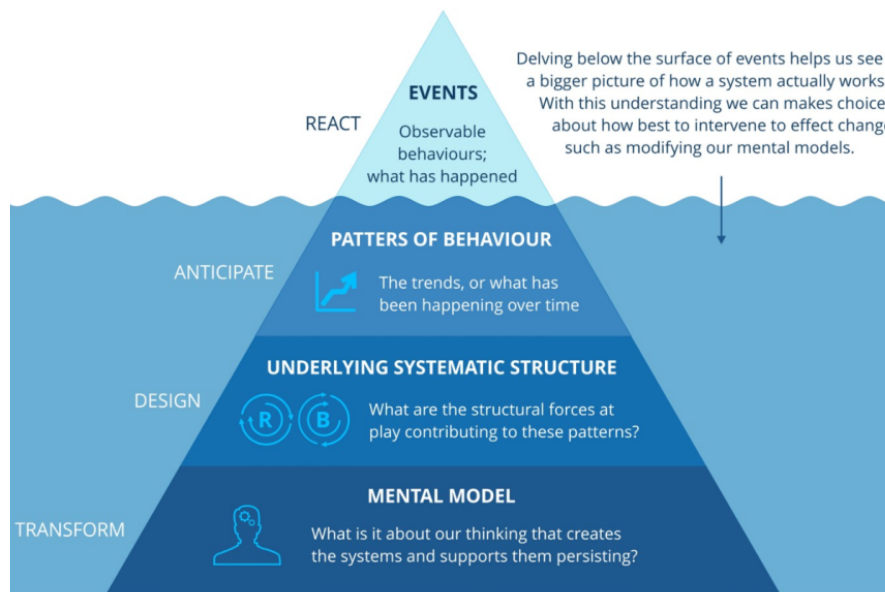 Delving below the surface of events helps us see
a bigger picture of how a system actually works
With this understanding we can makes choice
about how best to intervene to effect chang
such as modifying our mental models.
REACT
EVENTS
Observable
behaviours;
what has happened
ANTICIPATE
PATTERS OF BEHAVIOUR
The trends, or what has
been happening over time
DESIGN
UNDERLYING SYSTEMATIC STRUCTURE
R
B
What are the structural forces at
play contributing to these patterns?
TRANSFORM
MENTAL MODEL
What is it about our thinking that creates
the systems and supports them persisting?